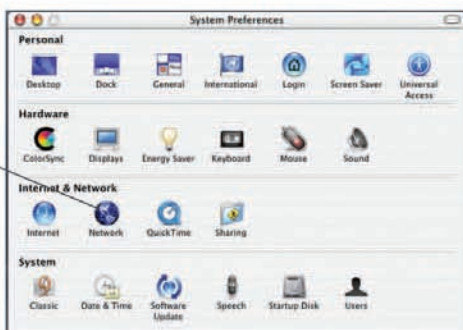 System Preferences
Personal
Desktop Dock General International Login Screen Saver Universal Access
Hardware
ColorSync Displays Energy Saver Keyboard Mouse Sound
Internet & Network
Internet Network QuickTime Sharing
System
Classic Date & Time Software Update Speech Startup Disk Users